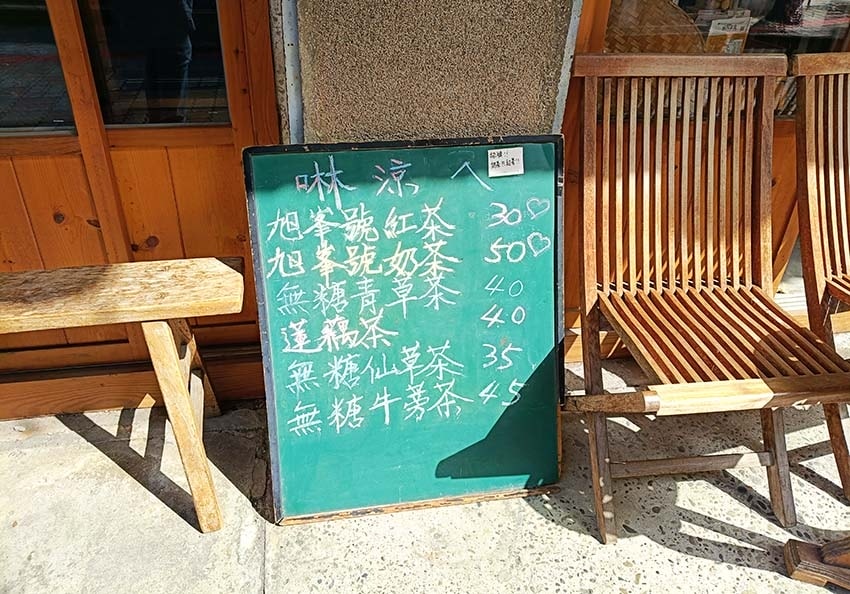 啉涼ㄟ
旭峯號紅茶 30♡
旭峯號奶茶 50♡
無糖青草茶 40
蓮藕茶 40
無糖仙草茶 35
無糖牛蒡茶 45